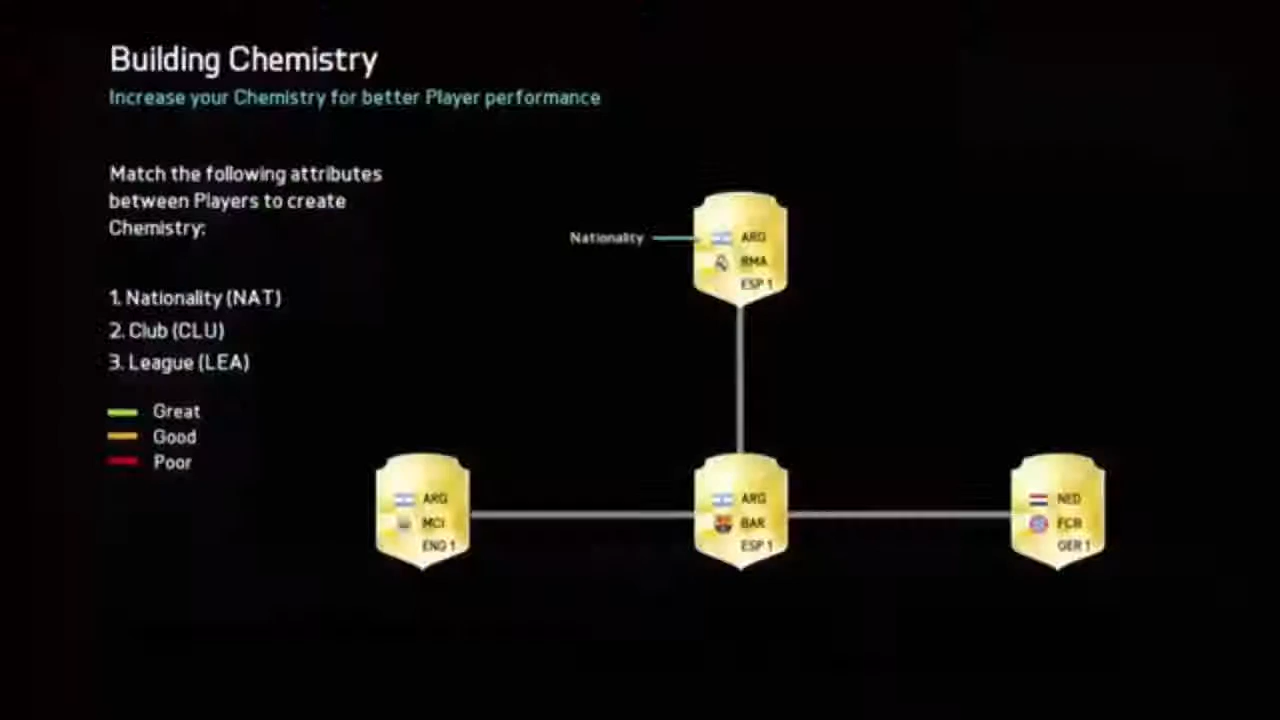 Building Chemistry
Increase your Chemistry for better Player performance
Match the following attributes
between Players to create
Chemistry:
1. Nationality (NAT)
2. Club (CLU)
3. League (LEA)
Great
Good
Poor
Nationality
ARG
RMA
ESP 1
ARG
MCI
ENG 1
ARG
BAR
ESP 1
NED
FCB
GER 1